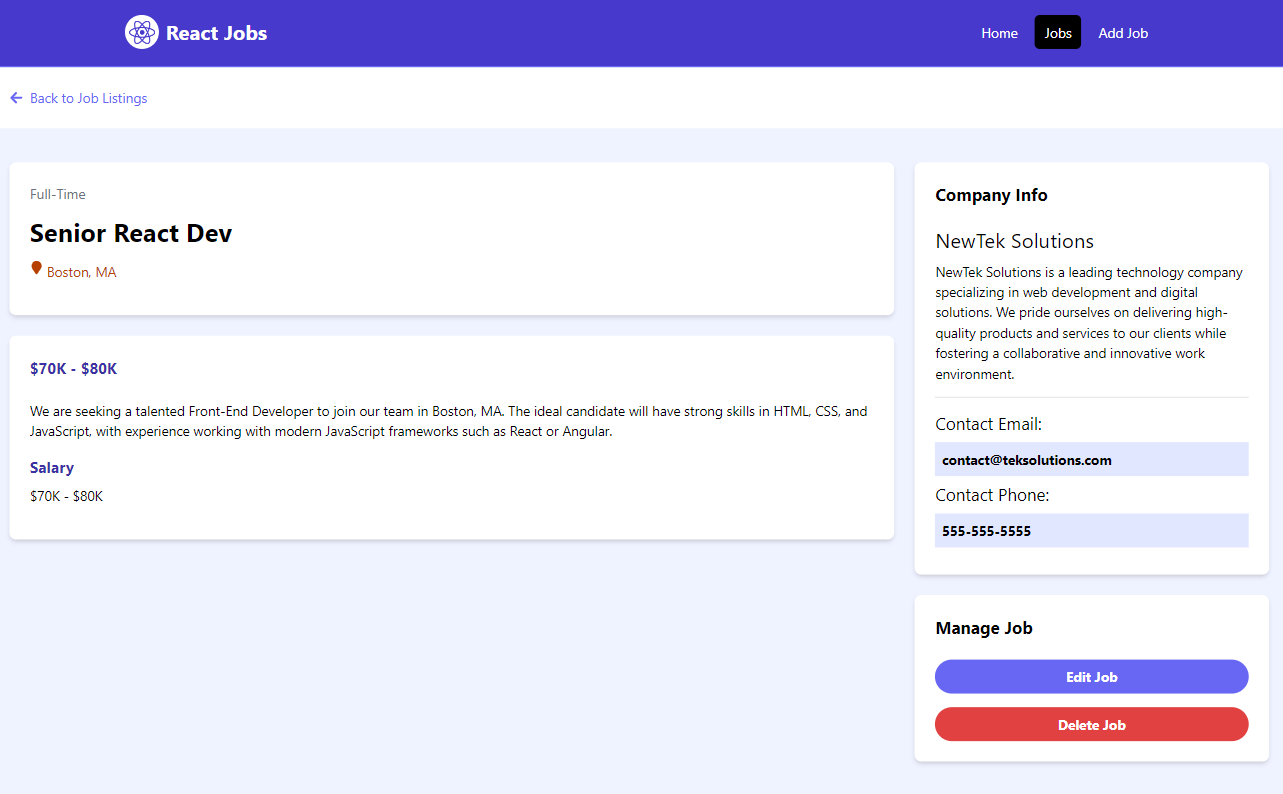 React Jobs
Home
Jobs
Add Job
Back to Job Listings
Full-Time
Senior React Dev
Boston, MA
$70K - $80K
We are seeking a talented Front-End Developer to join our team in Boston, MA. The ideal candidate will have strong skills in HTML, CSS, and
JavaScript, with experience working with modern JavaScript frameworks such as React or Angular.
Salary
$70K - $80K
Company Info
NewTek Solutions
NewTek Solutions is a leading technology company
specializing in web development and digital
solutions. We pride ourselves on delivering high-
quality products and services to our clients while
fostering a collaborative and innovative work
environment.
Contact Email:
contact@teksolutions.com
Contact Phone:
555-555-5555
Manage Job
Edit Job
Delete Job